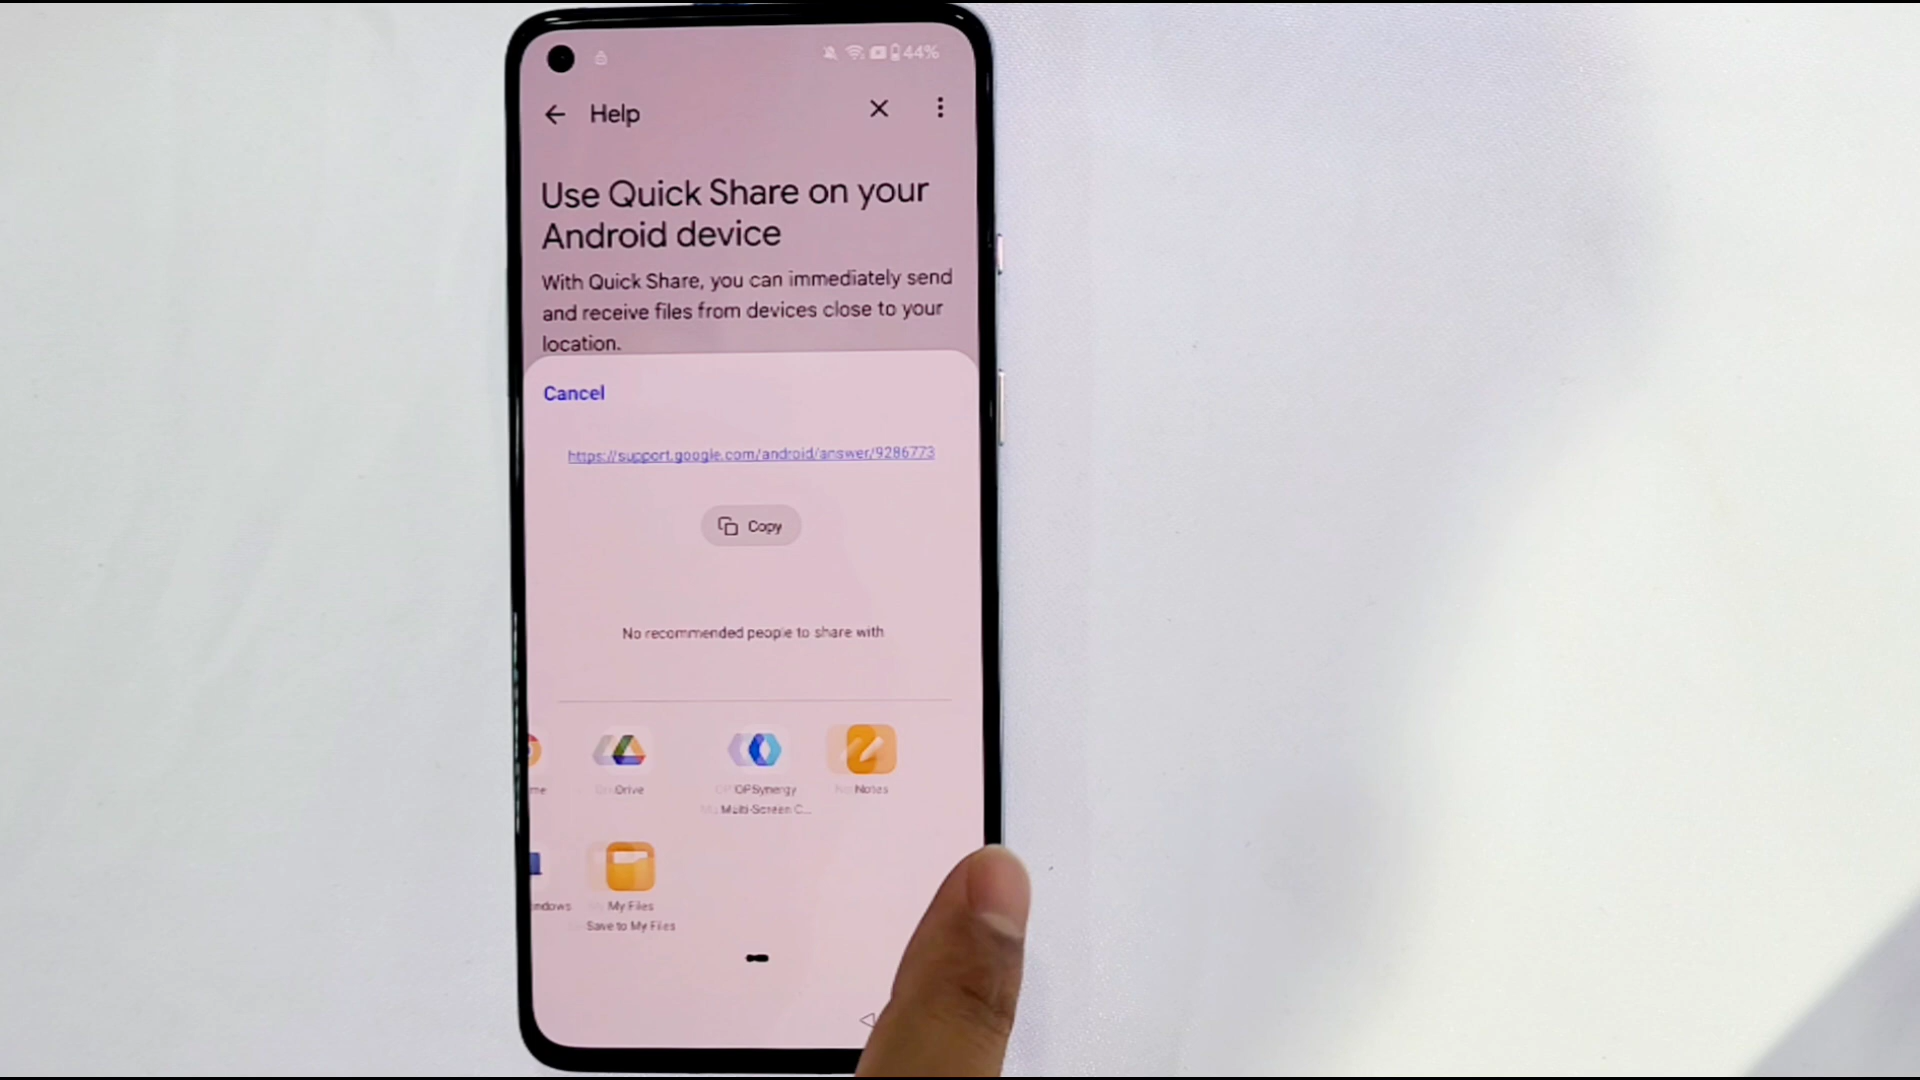 44%
Help
Use Quick Share on your
Android device
With Quick Share, you can immediately send
and receive files from devices close to your
location.
Cancel
https://support.google.com/android/answer/9286773
Copy
No recommended people to share with
me Drive OPSynergy Notes
Multi-Screen C...
ndows My Files
Save to My Files